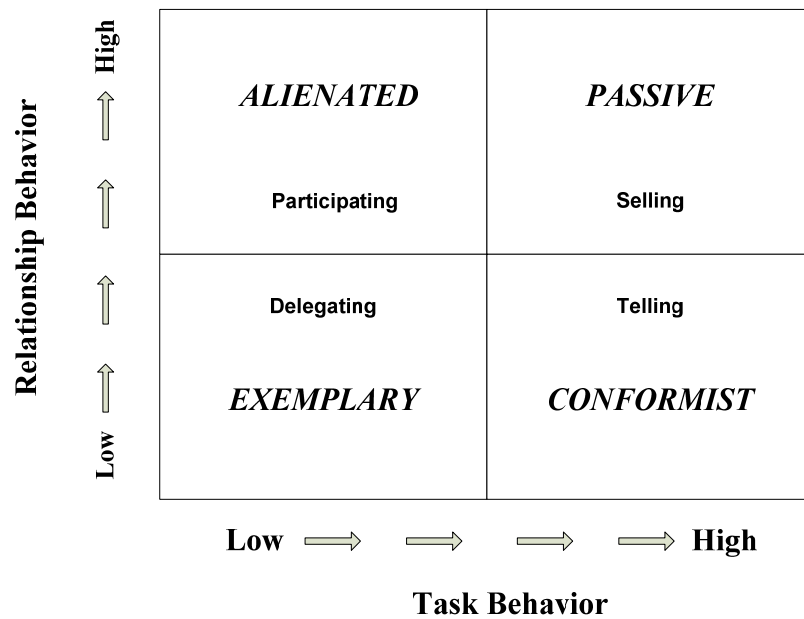 High
ALIENATED
PASSIVE
Participating
Selling
Relationship Behavior
Delegating
Telling
EXEMPLARY
CONFORMIST
Low
Low
High
Task Behavior